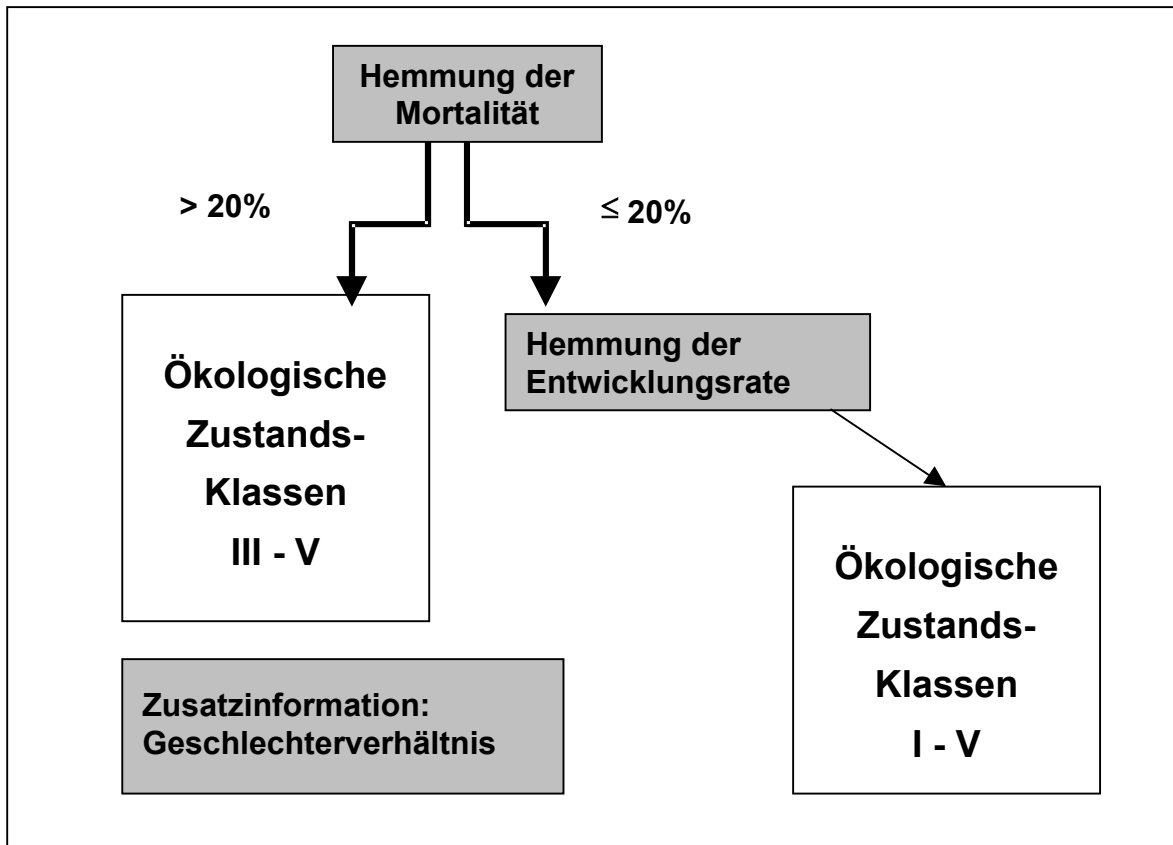 Hemmung der
Mortalität
> 20%
≤ 20%
Ökologische
Zustands-
Klassen
III - V
Hemmung der
Entwicklungsrate
Ökologische
Zustands-
Klassen
I - V
Zusatzinformation:
Geschlechterverhältnis